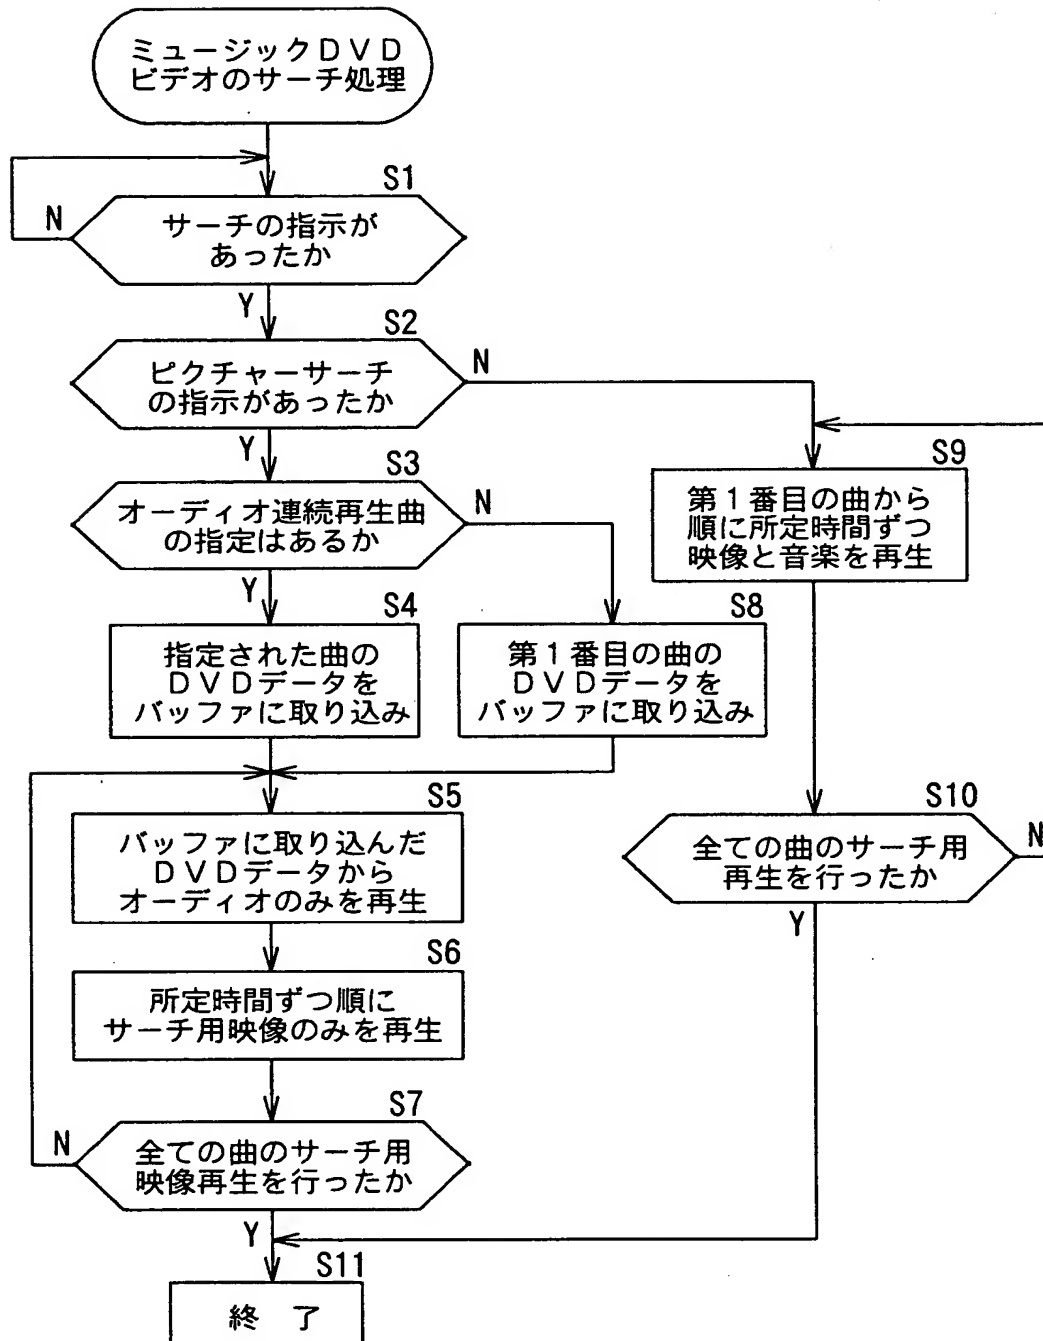 ミュージックDVD
ビデオのサーチ処理
S1
N
サーチの指示が
あったか
Y
S2
N
ピクチャーサーチ
の指示があったか
Y
S3
N
オーディオ連続再生曲
の指定はあるか
Y
S4
指定された曲の
DVDデータを
バッファに取り込み
S8
第1番目の曲の
DVDデータを
バッファに取り込み
S9
第1番目の曲から
順に所定時間ずつ
映像と音楽を再生
S5
バッファに取り込んだ
DVDデータから
オーディオのみを再生
S10
N
全ての曲のサーチ用
再生を行ったか
Y
S6
所定時間ずつ順に
サーチ用映像のみを再生
S7
N
全ての曲のサーチ用
映像再生を行ったか
Y
S11
終 了